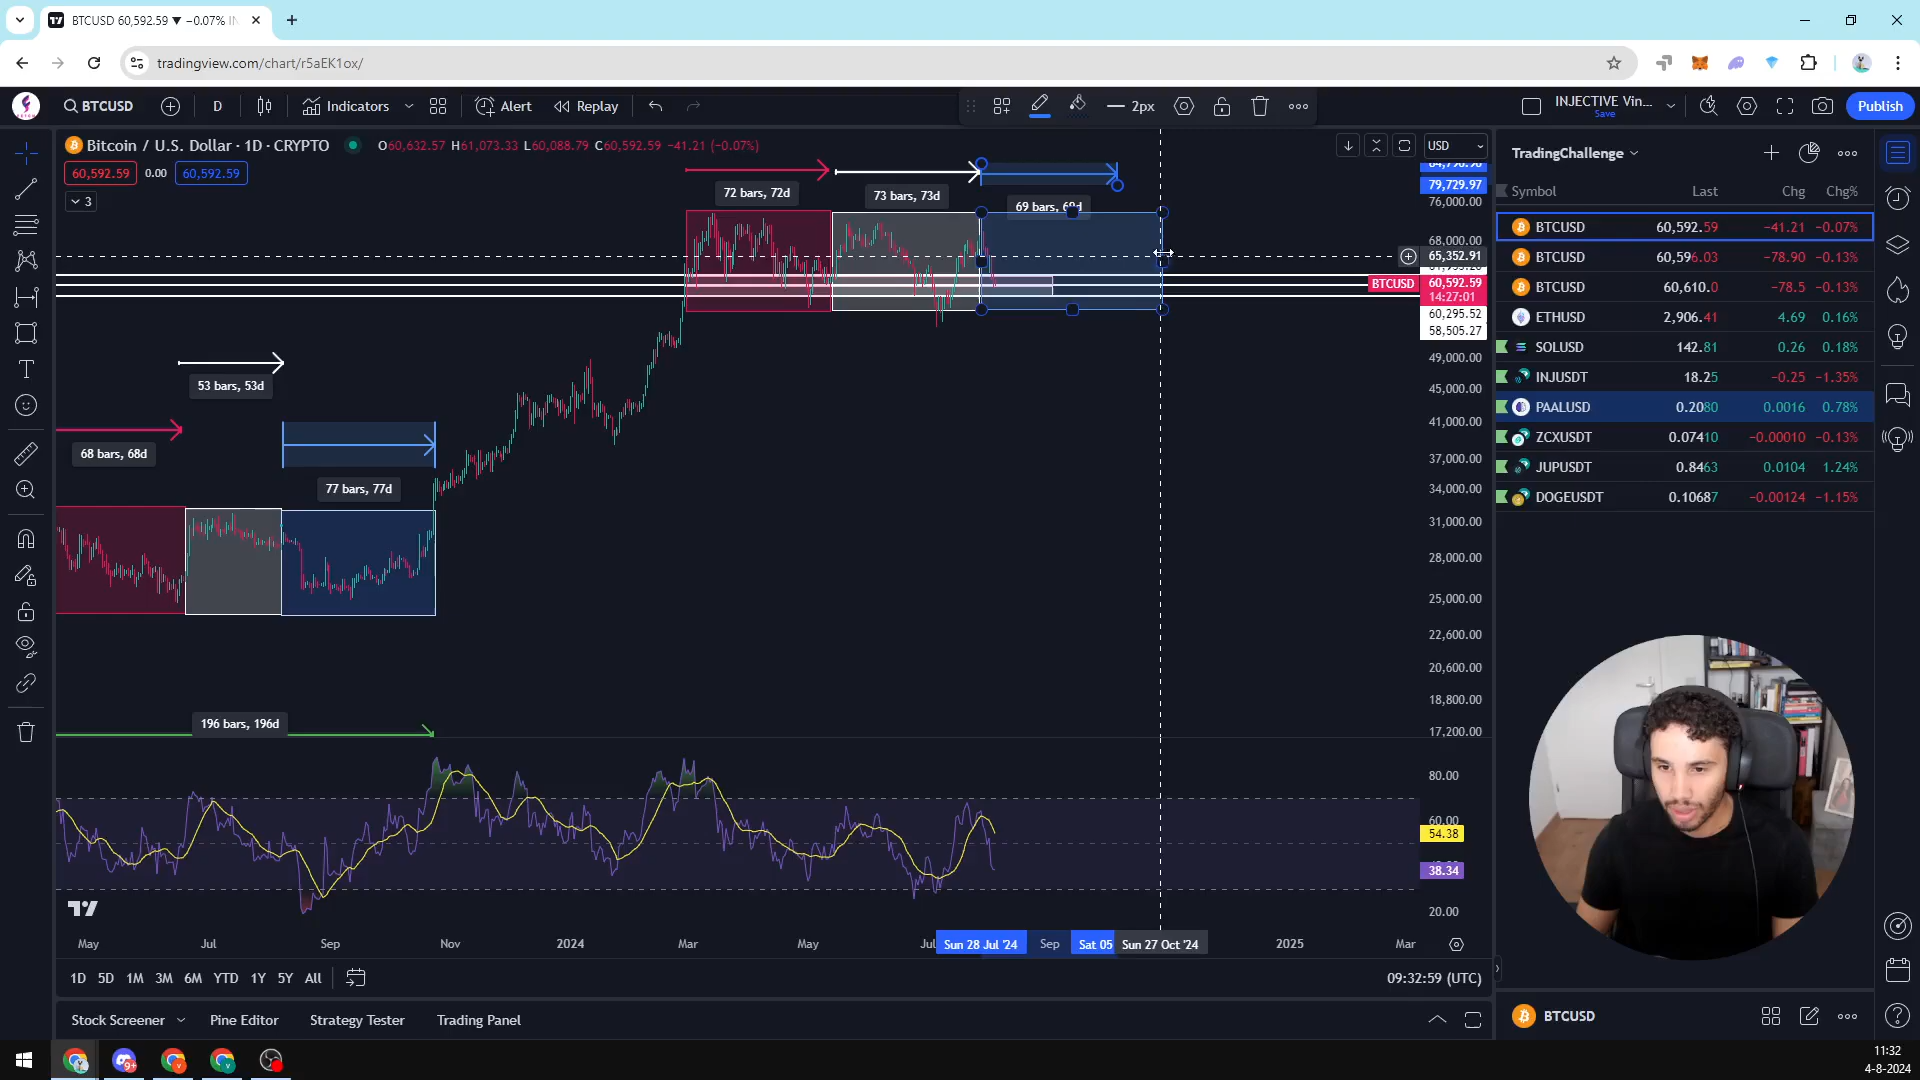 BTCUSD 60,592.59 ▼ −0.07%
tradingview.com/chart/r5aEK1ox/
BTCUSD
D
Indicators
Alert
Replay
2px
INJECTIVE Vin...
Save
Publish
Bitcoin / U.S. Dollar · 1D · CRYPTO
O60,632.57 H61,073.33 L60,088.79 C60,592.59 −41.21 (−0.07%)
USD
60,592.59
0.00
60,592.59
3
72 bars, 72d
73 bars, 73d
53 bars, 53d
68 bars, 68d
77 bars, 77d
196 bars, 196d
79,729.97
76,000.00
68,000.00
65,352.91
BTCUSD
60,592.59
14:27:01
60,295.52
58,505.27
49,000.00
45,000.00
41,000.00
37,000.00
34,000.00
31,000.00
28,000.00
25,000.00
22,600.00
20,600.00
18,800.00
17,200.00
80.00
60.00
54.38
38.34
20.00
May
Jul
Sep
Nov
2024
Mar
May
Jul
Sun 28 Jul '24
Sep
Sat 05
Sun 27 Oct '24
2025
Mar
1D
5D
1M
3M
6M
YTD
1Y
5Y
All
09:32:59 (UTC)
Stock Screener
Pine Editor
Strategy Tester
Trading Panel
TradingChallenge
Symbol Last Chg Chg%
BTCUSD 60,592.59 −41.21 −0.07%
BTCUSD 60,596.03 −78.90 −0.13%
BTCUSD 60,610.0 −78.5 −0.13%
ETHUSD 2,906.41 4.69 0.16%
SOLUSD 142.81 0.26 0.18%
INJUSDT 18.25 −0.25 −1.35%
PAALUSD 0.2080 0.0016 0.78%
ZCXUSDT 0.07410 −0.00010 −0.13%
JUPUSDT 0.8463 0.0104 1.24%
DOGEUSDT 0.10687 −0.00124 −1.15%
BTCUSD
9+
11:32
4-8-2024